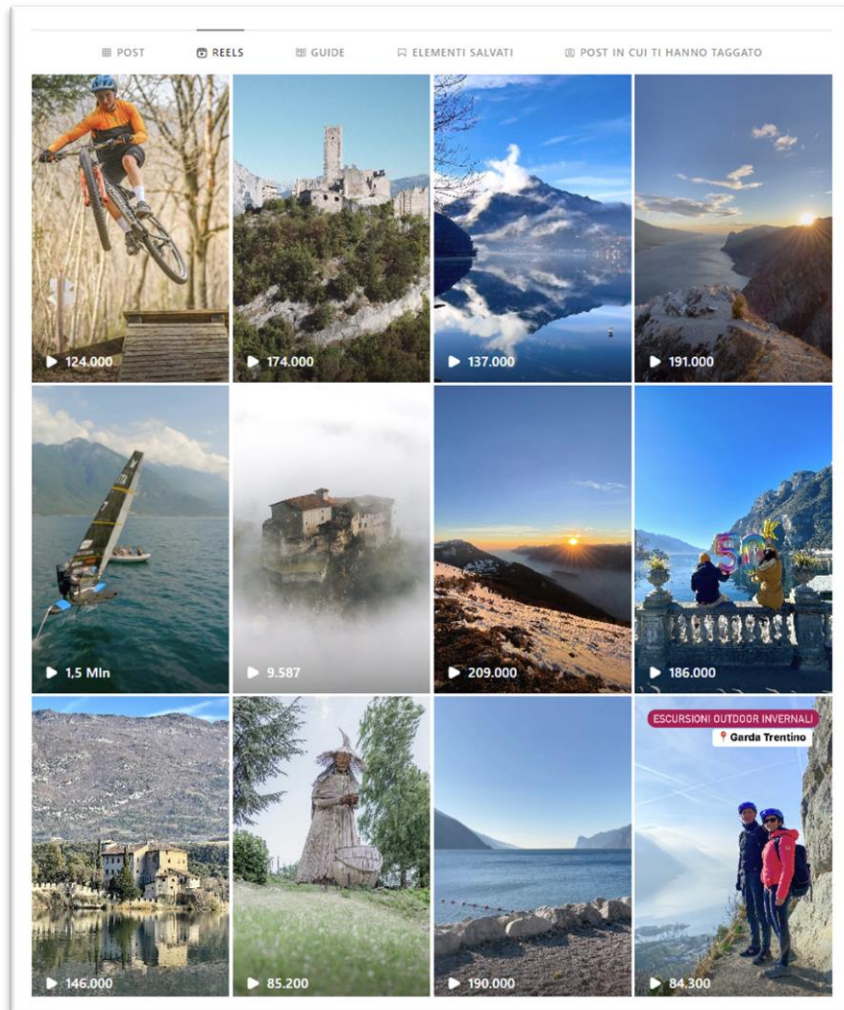 POST
REELS
GUIDE
ELEMENTI SALVATI
POST IN CUI TI HANNO TAGGATO
124.000
174.000
137.000
191.000
1,5 Mln
9.587
209.000
50
186.000
ESCURSIONI OUTDOOR INVERNALI
Garda Trentino
146.000
85.200
190.000
84.300